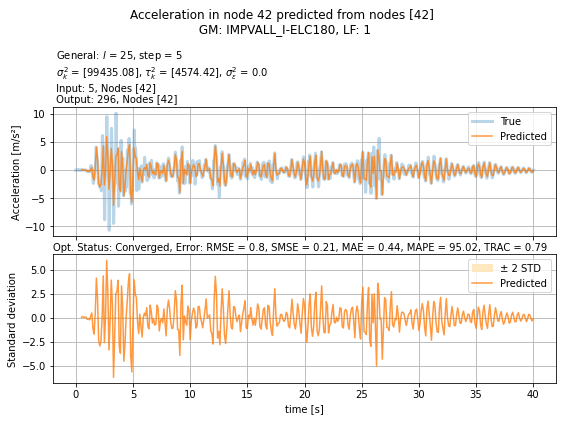 Acceleration in node 42 predicted from nodes [42]
GM: IMPVALL_I-ELC180, LF: 1
General: l = 25, step = 5
σ_k² = [99435.08], τ_k² = [4574.42], σ_ε² = 0.0
Input: 5, Nodes [42]
Output: 296, Nodes [42]
Acceleration [m/s²]
10
5
0
−5
−10
True
Predicted
Opt. Status: Converged, Error: RMSE = 0.8, SMSE = 0.21, MAE = 0.44, MAPE = 95.02, TRAC = 0.79
Standard deviation
5.0
2.5
0.0
−2.5
−5.0
± 2 STD
Predicted
0 5 10 15 20 25 30 35 40
time [s]